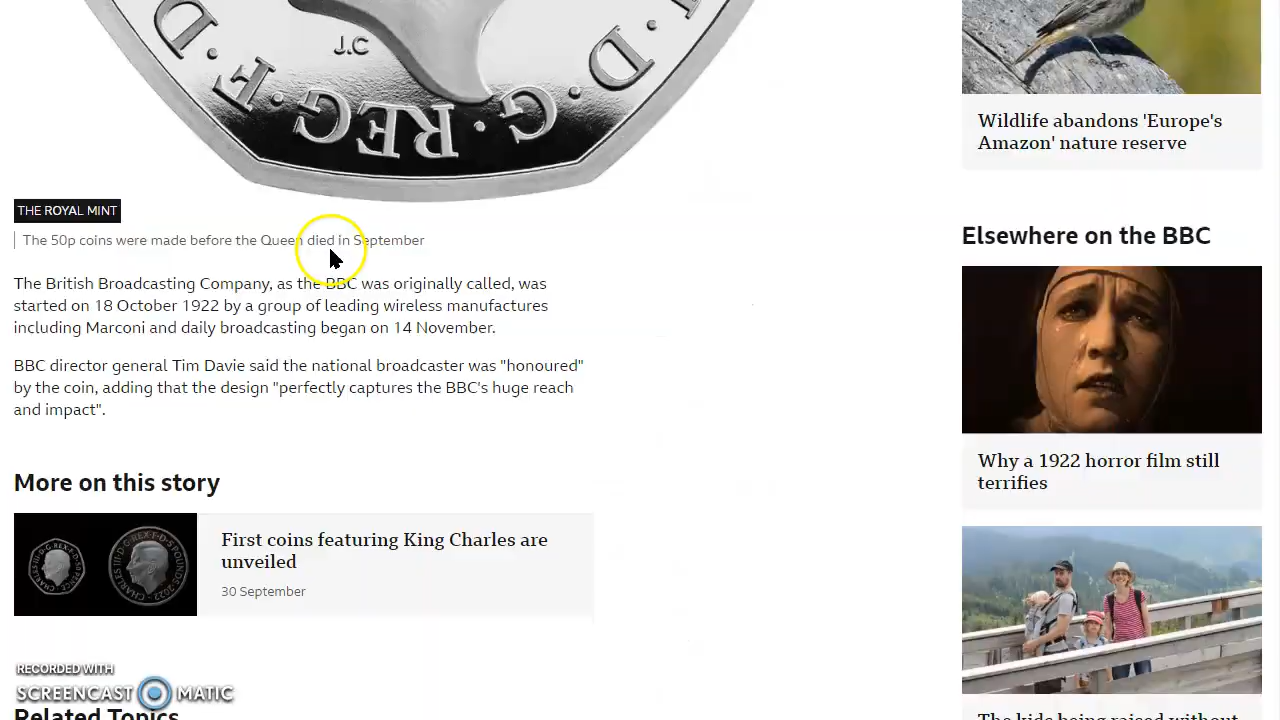 J.C
D · G · REG · F · D ·
THE ROYAL MINT
The 50p coins were made before the Queen died in September
The British Broadcasting Company, as the BBC was originally called, was
started on 18 October 1922 by a group of leading wireless manufactures
including Marconi and daily broadcasting began on 14 November.
BBC director general Tim Davie said the national broadcaster was "honoured"
by the coin, adding that the design "perfectly captures the BBC's huge reach
and impact".
More on this story
First coins featuring King Charles are
unveiled
30 September
RECORDED WITH
SCREENCAST MATIC
Related Topics
Wildlife abandons 'Europe's
Amazon' nature reserve
Elsewhere on the BBC
Why a 1922 horror film still
terrifies
The kids being raised without